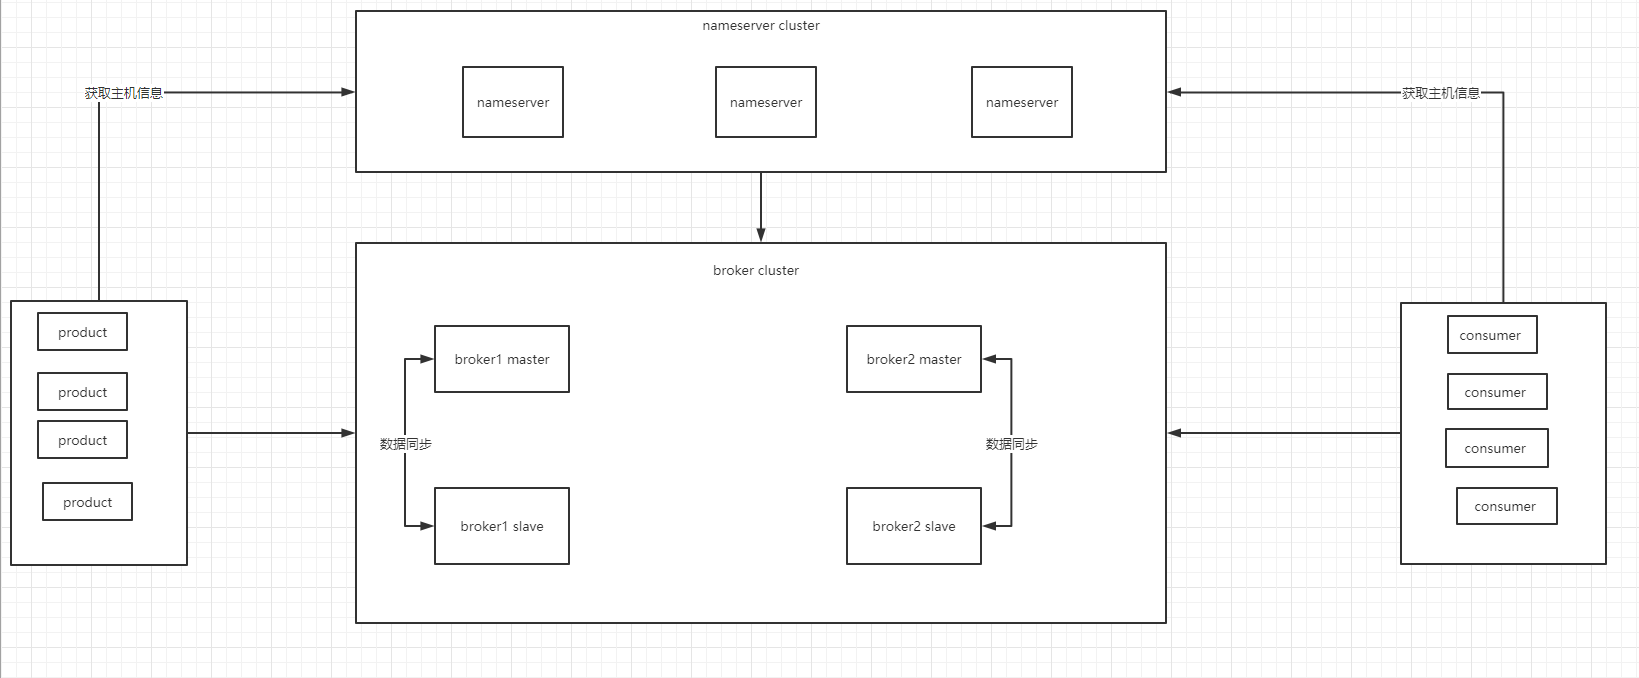 nameserver cluster
nameserver
nameserver
nameserver
获取主机信息
获取主机信息
broker cluster
product
product
product
product
broker1 master
broker2 master
数据同步
数据同步
broker1 slave
broker2 slave
consumer
consumer
consumer
consumer